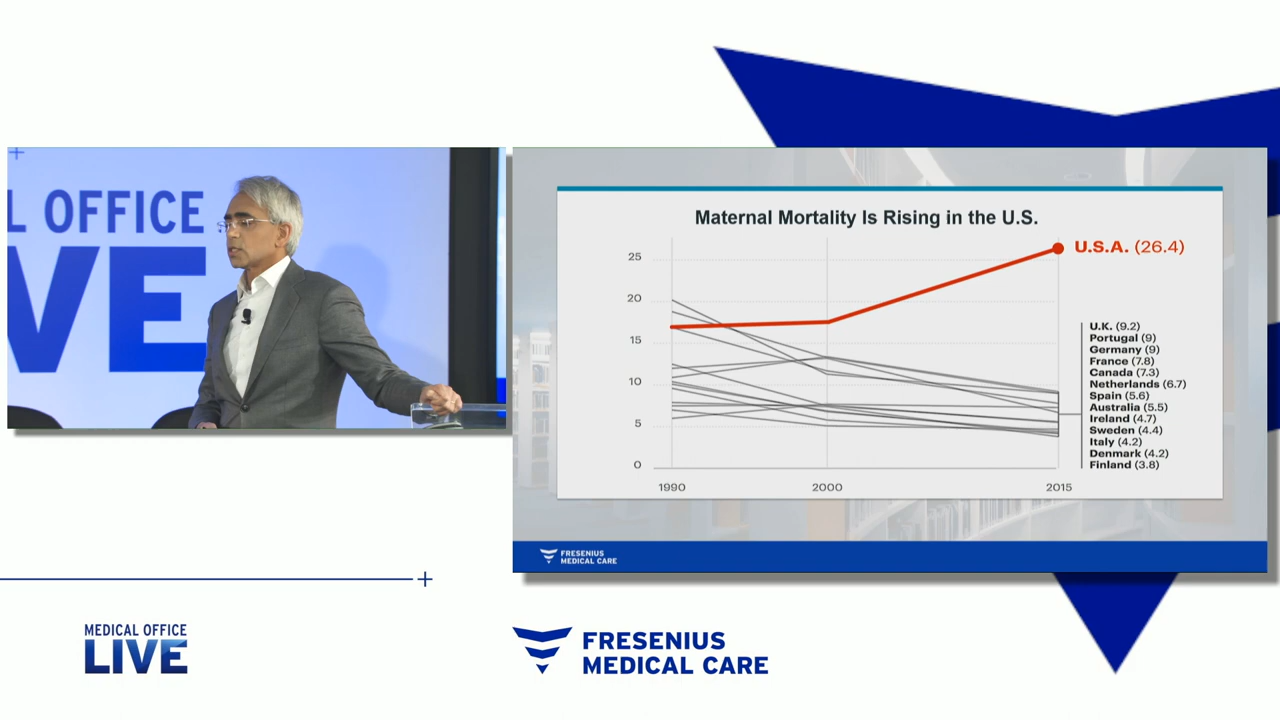 L OFFICE
VE
Maternal Mortality Is Rising in the U.S.
25
20
15
10
5
0
1990
2000
2015
U.S.A. (26.4)
U.K. (9.2)
Portugal (9)
Germany (9)
France (7.8)
Canada (7.3)
Netherlands (6.7)
Spain (5.6)
Australia (5.5)
Ireland (4.7)
Sweden (4.4)
Italy (4.2)
Denmark (4.2)
Finland (3.8)
FRESENIUS
MEDICAL CARE
MEDICAL OFFICE
LIVE
FRESENIUS
MEDICAL CARE